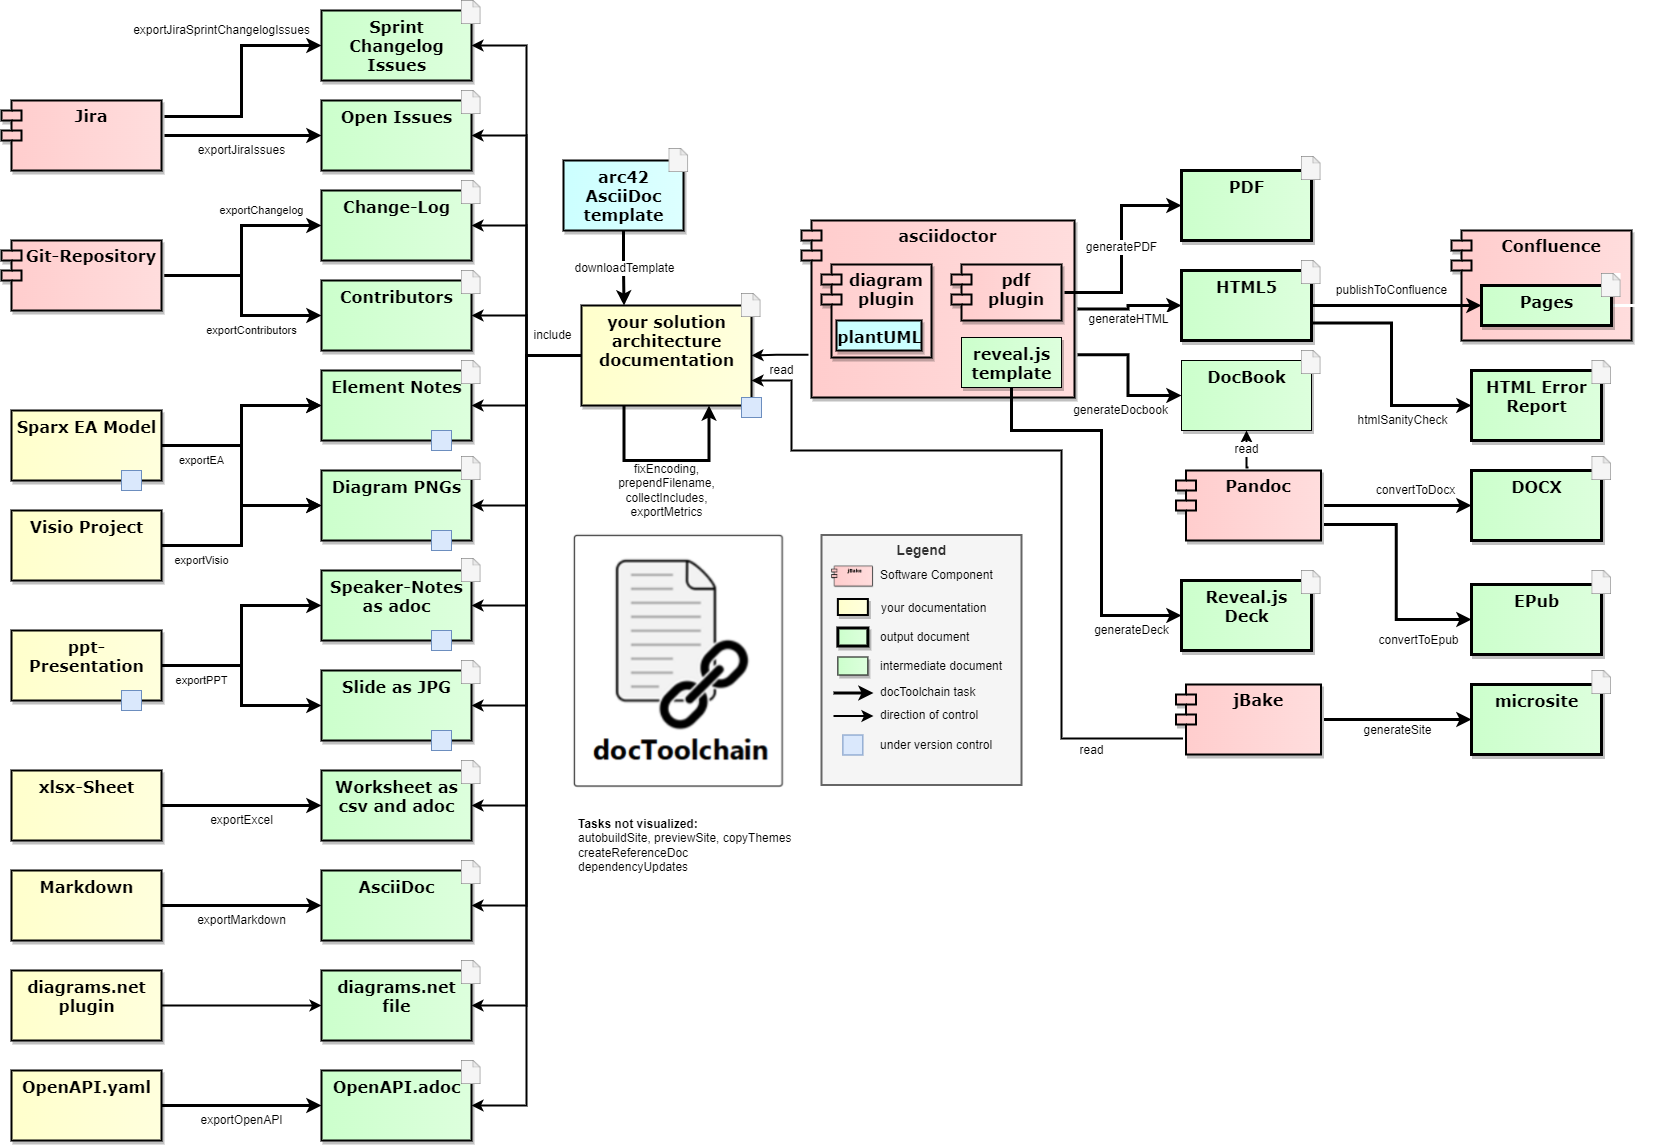 exportJiraSprintChangelogIssues
Sprint
Changelog
Issues
Jira
exportJiraIssues
Open Issues
Git-Repository
exportChangelog
Change-Log
exportContributors
Contributors
Sparx EA Model
exportEA
Element Notes
Visio Project
exportVisio
Diagram PNGs
ppt-
Presentation
exportPPT
Speaker-Notes
as adoc
Slide as JPG
xlsx-Sheet
exportExcel
Worksheet as
csv and adoc
Markdown
exportMarkdown
AsciiDoc
diagrams.net
plugin
diagrams.net
file
OpenAPI.yaml
exportOpenAPI
OpenAPI.adoc
include
arc42
AsciiDoc
template
downloadTemplate
your solution
architecture
documentation
fixEncoding,
prependFilename,
collectIncludes,
exportMetrics
read
asciidoctor
diagram
plugin
plantUML
pdf
plugin
reveal.js
template
generatePDF
PDF
generateHTML
HTML5
generateDocbook
DocBook
read
Pandoc
generateDeck
Reveal.js
Deck
read
jBake
publishToConfluence
Confluence
Pages
htmlSanityCheck
HTML Error
Report
convertToDocx
DOCX
convertToEpub
EPub
generateSite
microsite
docToolchain
Legend
jBake
Software Component
your documentation
output document
intermediate document
docToolchain task
direction of control
under version control
Tasks not visualized:
autobuildSite, previewSite, copyThemes
createReferenceDoc
dependencyUpdates